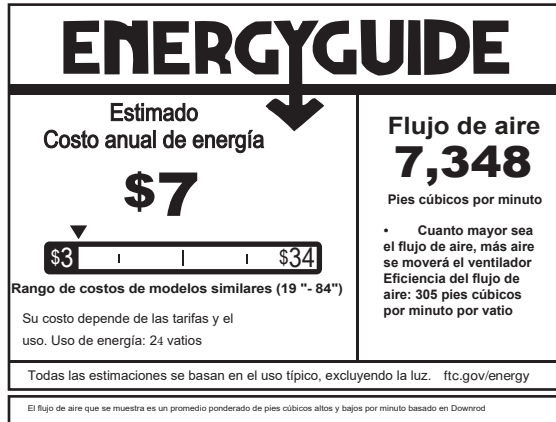 ENERGYGUIDE
Estimado
Costo anual de energía
$7
$3 $34
Rango de costos de modelos similares (19 "- 84")
Su costo depende de las tarifas y el
uso. Uso de energía: 24 vatios
Flujo de aire
7,348
Pies cúbicos por minuto
• Cuanto mayor sea
el flujo de aire, más aire
se moverá el ventilador
Eficiencia del flujo de
aire: 305 pies cúbicos
por minuto por vatio
Todas las estimaciones se basan en el uso típico, excluyendo la luz. ftc.gov/energy
El flujo de aire que se muestra es un promedio ponderado de pies cúbicos altos y bajos por minuto basado en Downrod